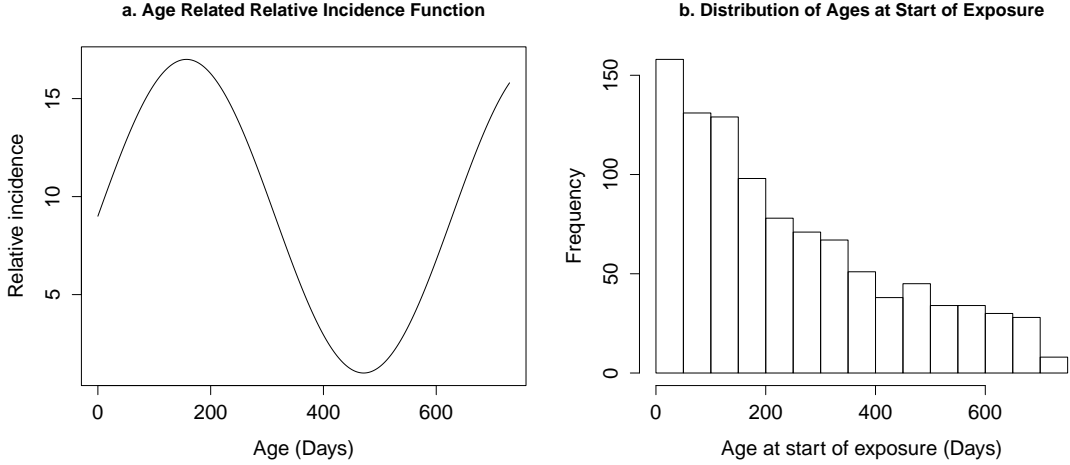 a. Age Related Relative Incidence Function
Relative incidence
15
10
5
0 200 400 600
Age (Days)
b. Distribution of Ages at Start of Exposure
Frequency
150
100
50
0
0 200 400 600
Age at start of exposure (Days)